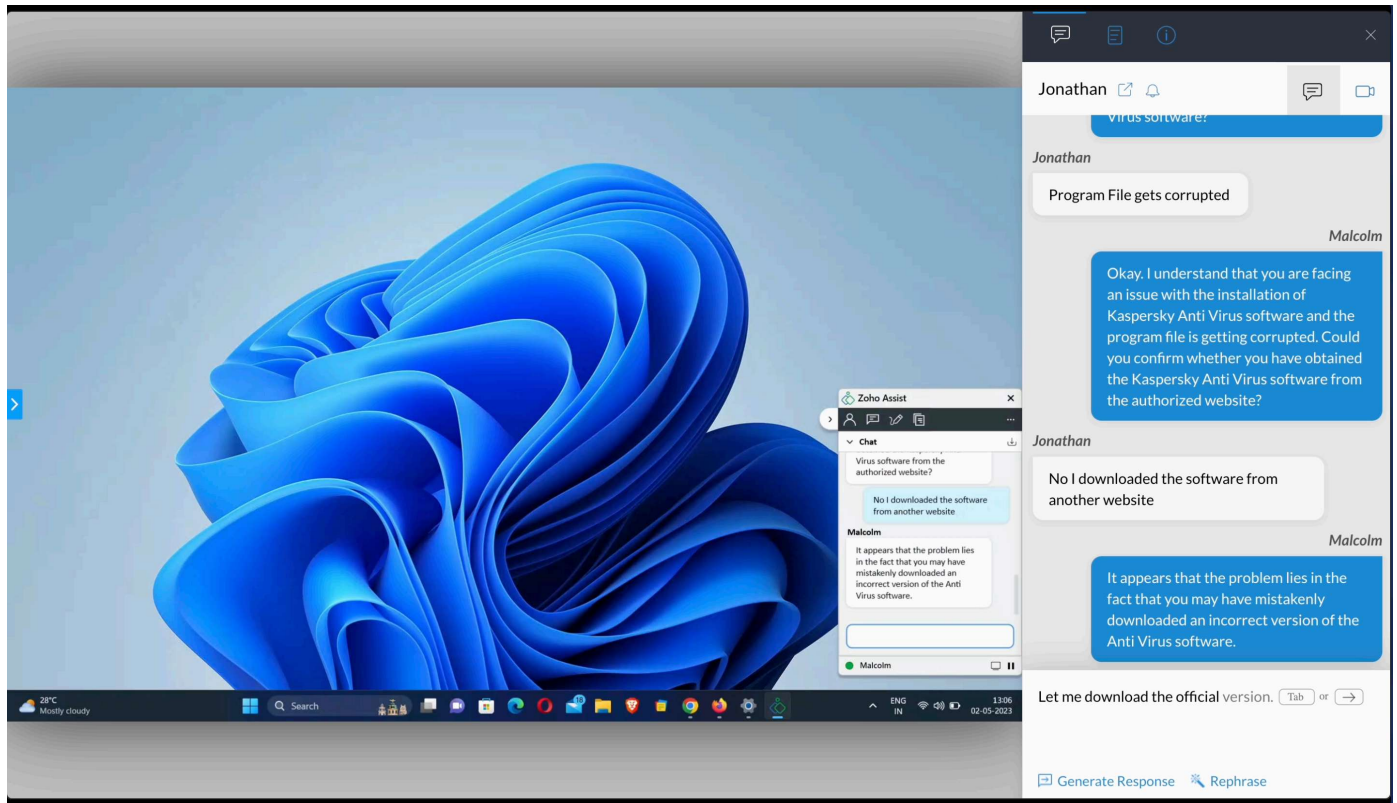 Jonathan
Virus software?
Jonathan
Program File gets corrupted
Malcolm
Okay. I understand that you are facing
an issue with the installation of
Kaspersky Anti Virus software and the
program file is getting corrupted. Could
you confirm whether you have obtained
the Kaspersky Anti Virus software from
the authorized website?
Jonathan
No I downloaded the software from
another website
Malcolm
It appears that the problem lies in the
fact that you may have mistakenly
downloaded an incorrect version of the
Anti Virus software.
Let me download the official version. Tab or →
Generate Response Rephrase
Zoho Assist
Chat
Virus software from the
authorized website?
No I downloaded the software
from another website
Malcolm
It appears that the problem lies
in the fact that you may have
mistakenly downloaded an
incorrect version of the Anti
Virus software.
Malcolm
28°C
Mostly cloudy
Search
ENG
IN
13:06
02-05-2023